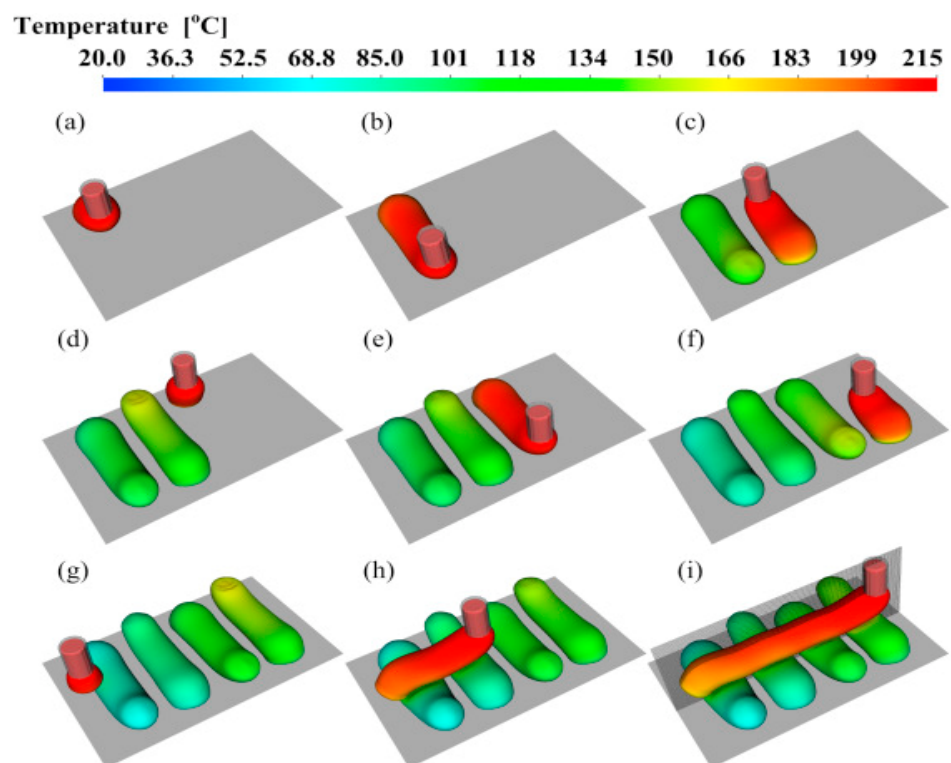 Temperature [°C]
20.0 36.3 52.5 68.8 85.0 101 118 134 150 166 183 199 215
(a) (b) (c)
(d) (e) (f)
(g) (h) (i)